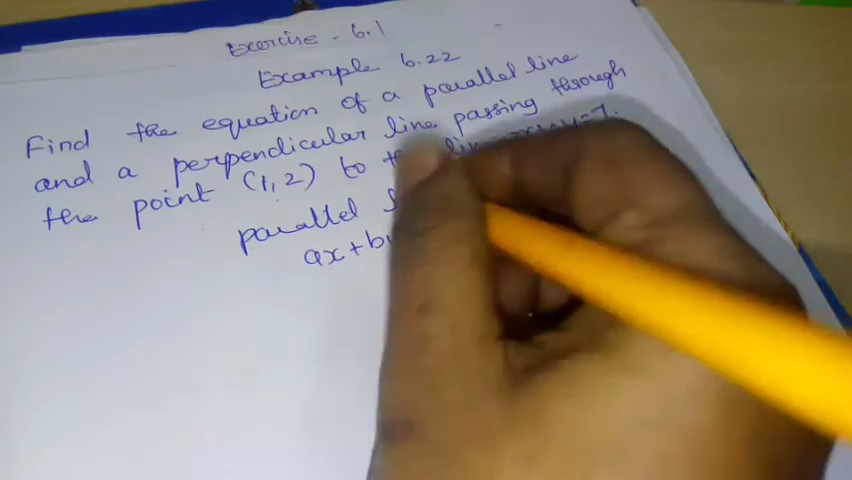 Exercise - 6.1
Example 6.22
Find the equation of a parallel line
and a perpendicular line passing through
the point (1,2) to
parallel
ax+b